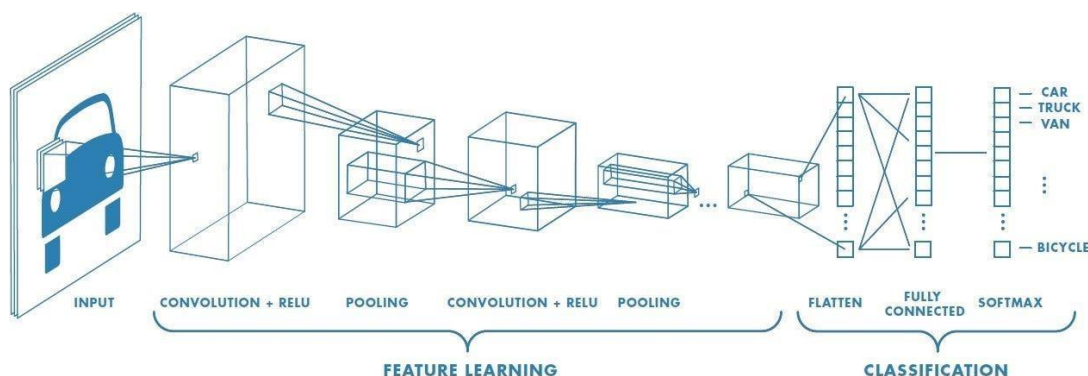 CAR
TRUCK
VAN
BICYCLE
INPUT
CONVOLUTION + RELU
POOLING
CONVOLUTION + RELU
POOLING
FLATTEN
FULLY
CONNECTED
SOFTMAX
FEATURE LEARNING
CLASSIFICATION